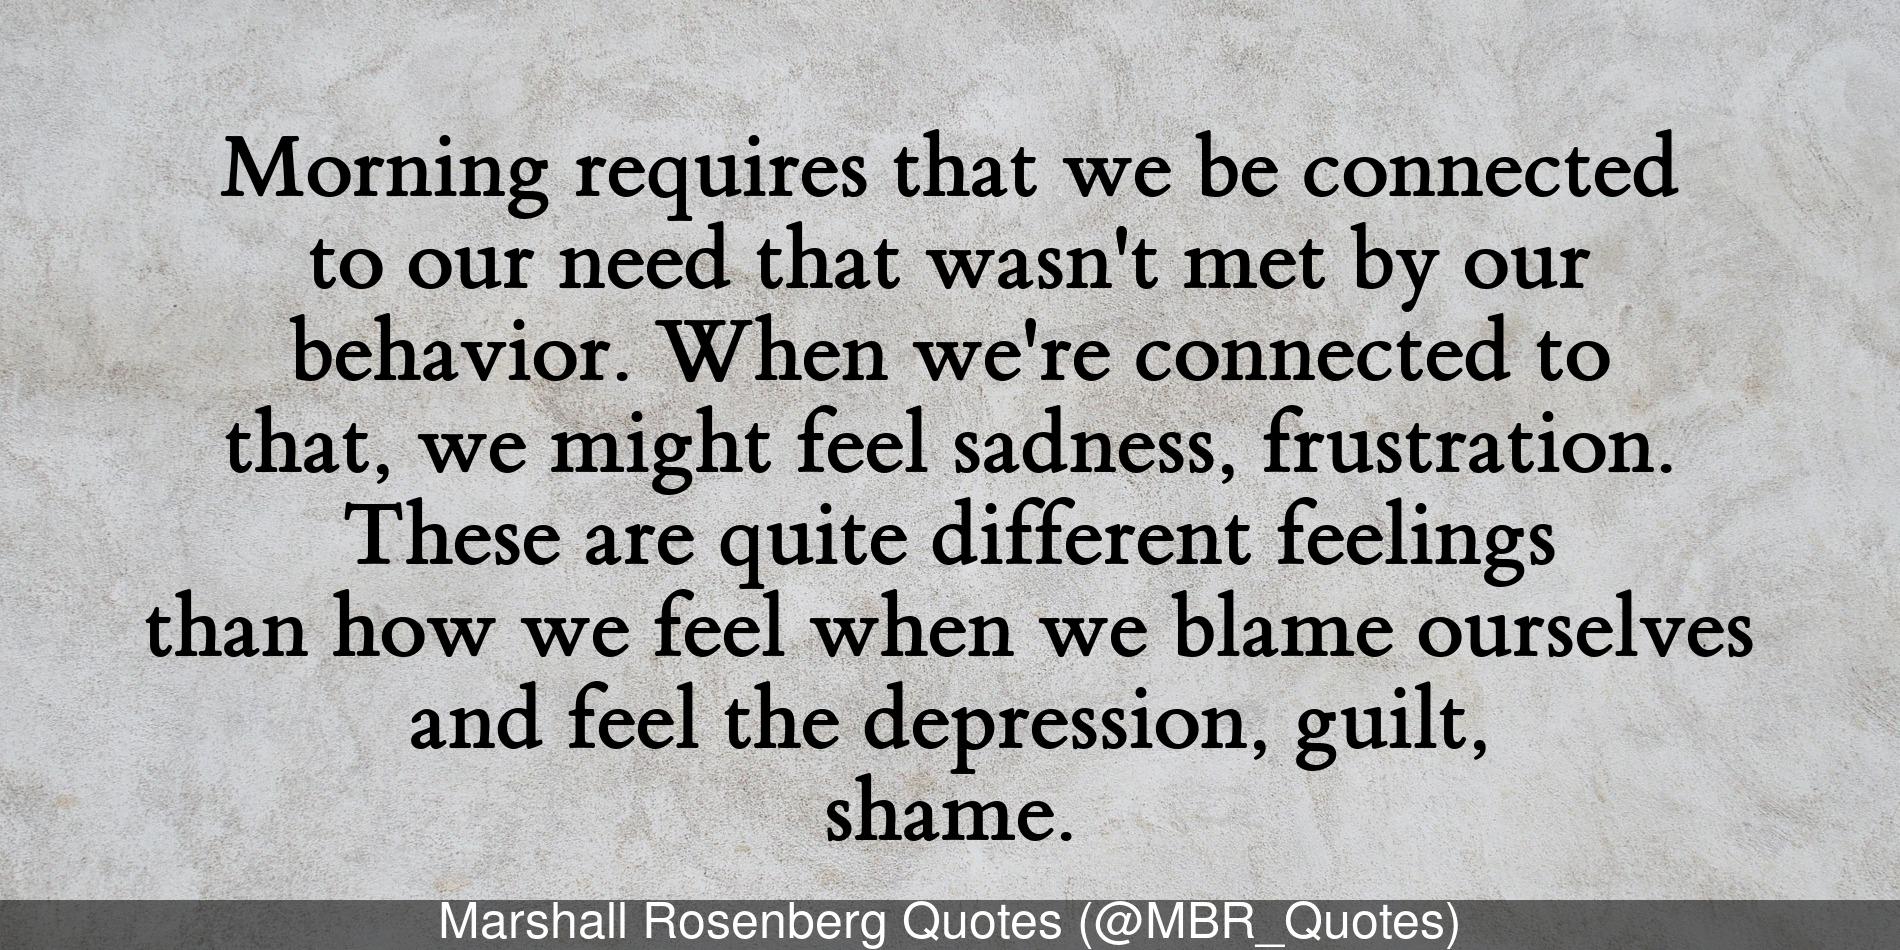 Morning requires that we be connected
to our need that wasn't met by our
behavior. When we're connected to
that, we might feel sadness, frustration.
These are quite different feelings
than how we feel when we blame ourselves
and feel the depression, guilt,
shame.
Marshall Rosenberg Quotes (@MBR_Quotes)